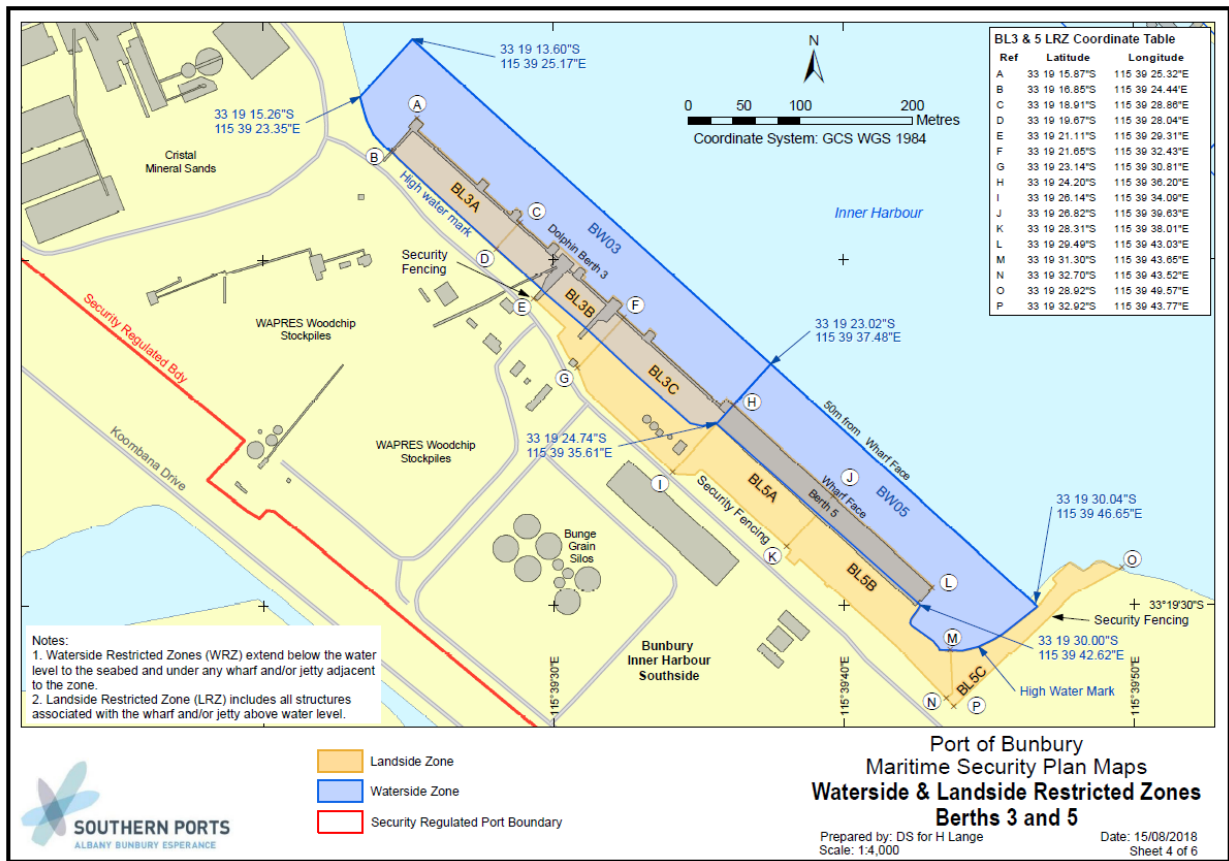 33 19 13.60"S
115 39 25.17"E
33 19 15.26"S
115 39 23.35"E
Cristal
Mineral Sands
A
B
High water mark
BL3A
C
D
Dolphin Berth 3
BW03
Security
Fencing
E
BL3B
F
G
WAPRES Woodchip
Stockpiles
Security Regulated Bdy
Koombana Drive
WAPRES Woodchip
Stockpiles
N
0 50 100 200
Metres
Coordinate System: GCS WGS 1984
Inner Harbour
BL3 & 5 LRZ Coordinate Table
Ref Latitude Longitude
A 33 19 15.87"S 115 39 25.32"E
B 33 19 16.85"S 115 39 24.44"E
C 33 19 18.91"S 115 39 28.86"E
D 33 19 19.67"S 115 39 28.04"E
E 33 19 21.11"S 115 39 29.31"E
F 33 19 21.65"S 115 39 32.43"E
G 33 19 23.14"S 115 39 30.81"E
H 33 19 24.20"S 115 39 36.20"E
I 33 19 26.14"S 115 39 34.09"E
J 33 19 26.82"S 115 39 39.63"E
K 33 19 28.31"S 115 39 38.01"E
L 33 19 29.49"S 115 39 43.03"E
M 33 19 31.30"S 115 39 43.65"E
N 33 19 32.70"S 115 39 43.52"E
O 33 19 28.92"S 115 39 49.57"E
P 33 19 32.92"S 115 39 43.77"E
33 19 23.02"S
115 39 37.48"E
BL3C
H
33 19 24.74"S
115 39 35.61"E
50m from Wharf Face
I
BL5A
Security Fencing
J
Wharf Face
Berth 5
BW05
K
BL5B
L
33 19 30.04"S
115 39 46.65"E
O
33°19'30"S
Security Fencing
33 19 30.00"S
115 39 42.62"E
M
High Water Mark
BL5C
N
P
Bunge
Grain
Silos
Bunbury
Inner Harbour
Southside
115°39'30"E
115°39'40"E
115°39'50"E
Notes:
1. Waterside Restricted Zones (WRZ) extend below the water
level to the seabed and under any wharf and/or jetty adjacent
to the zone.
2. Landside Restricted Zone (LRZ) includes all structures
associated with the wharf and/or jetty above water level.
SOUTHERN PORTS
ALBANY BUNBURY ESPERANCE
Landside Zone
Waterside Zone
Security Regulated Port Boundary
Port of Bunbury
Maritime Security Plan Maps
Waterside & Landside Restricted Zones
Berths 3 and 5
Prepared by: DS for H Lange Date: 15/08/2018
Scale: 1:4,000 Sheet 4 of 6